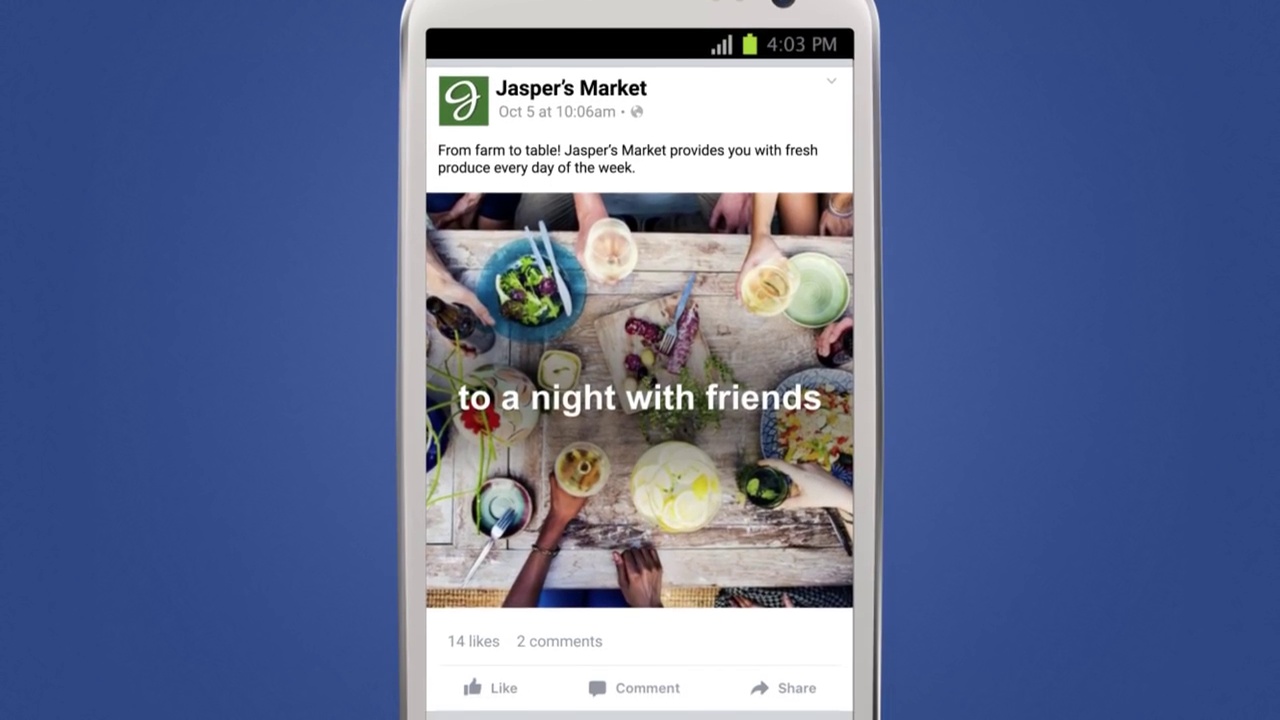 4:03 PM
Jasper's Market
Oct 5 at 10:06am •
From farm to table! Jasper's Market provides you with fresh
produce every day of the week.
to a night with friends
14 likes 2 comments
Like Comment Share